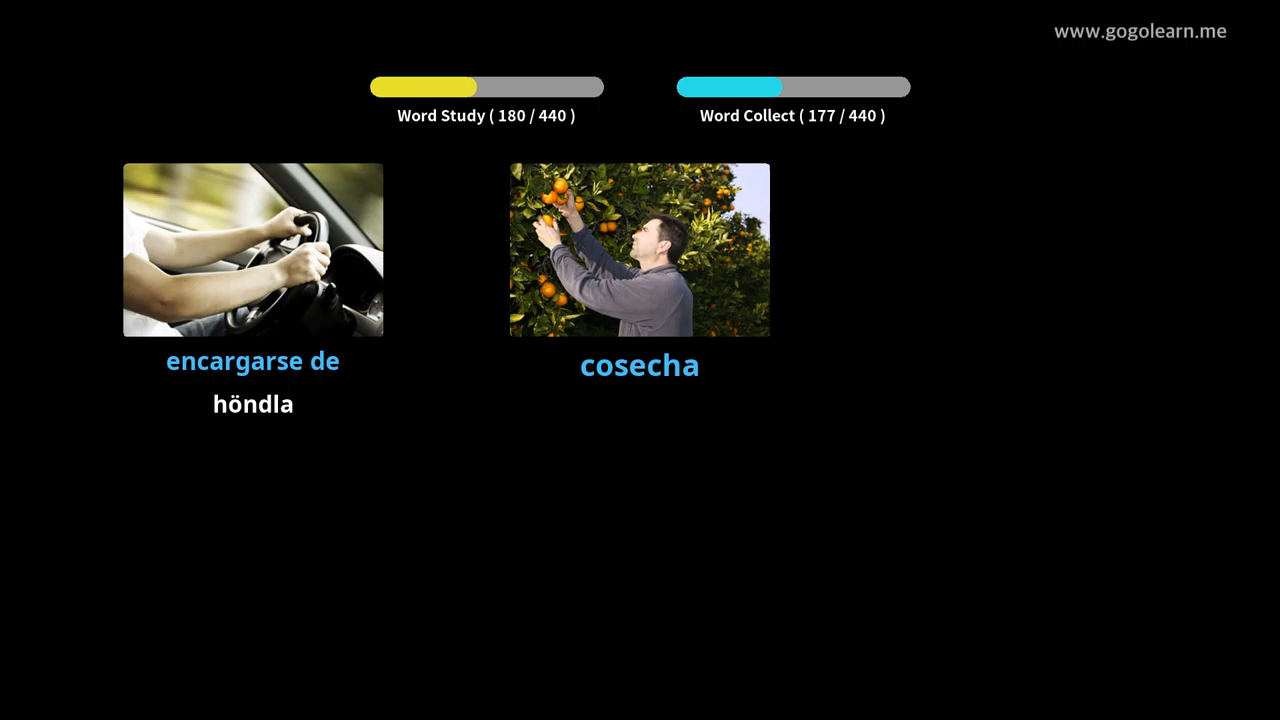 www.gogolearn.me
Word Study ( 180 / 440 )
Word Collect ( 177 / 440 )
encargarse de
höndla
cosecha